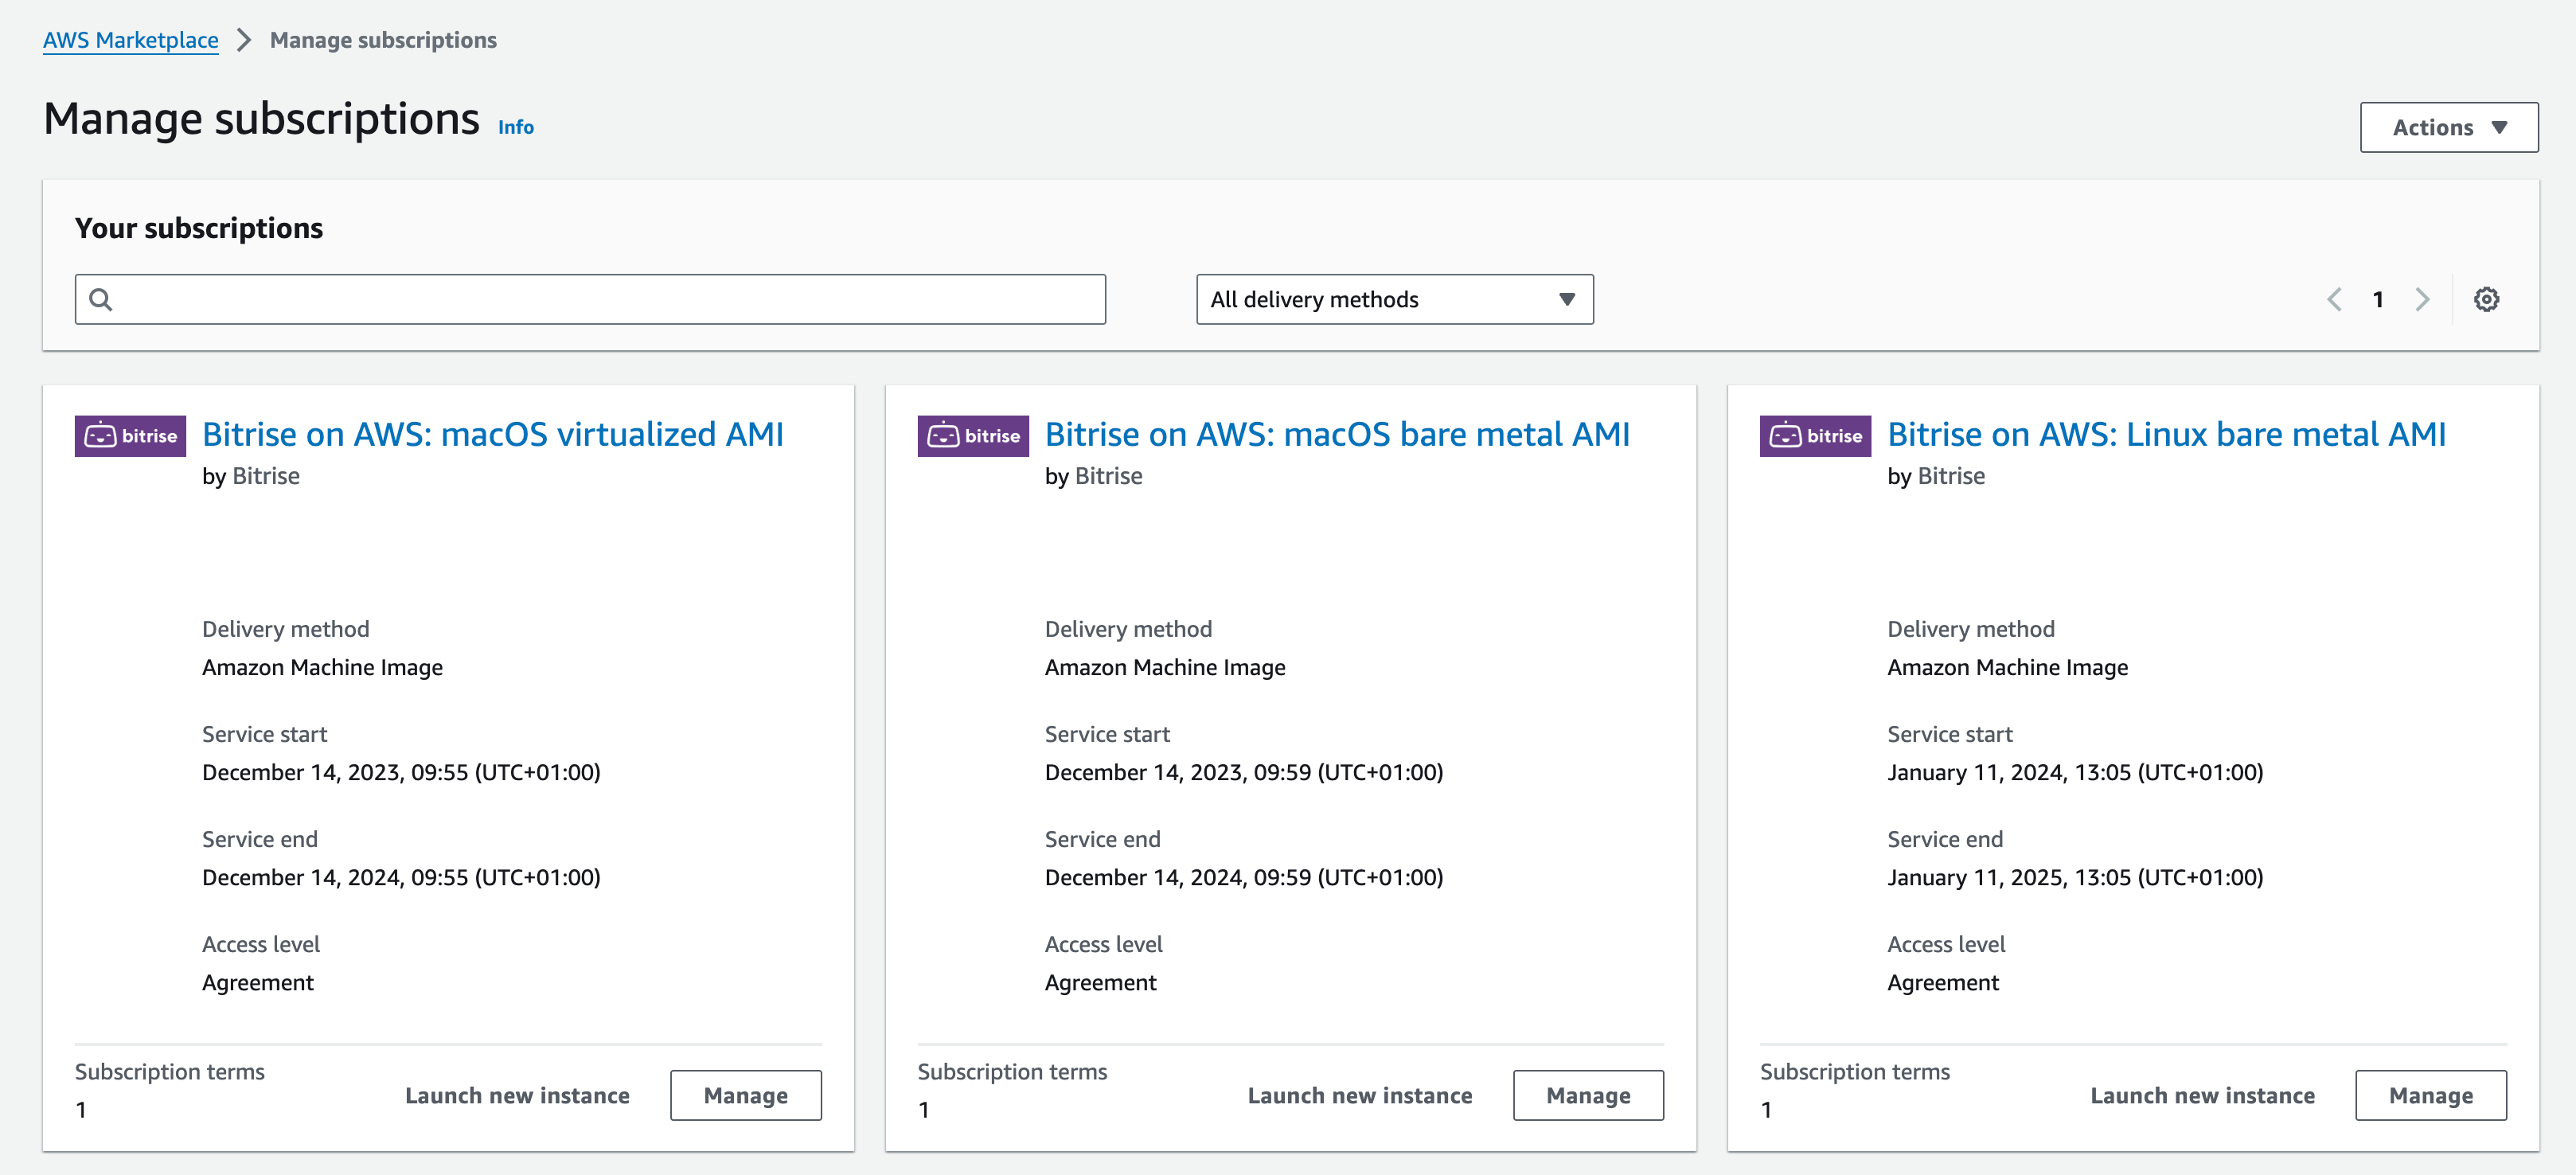 AWS Marketplace > Manage subscriptions
Manage subscriptions Info
Actions
Your subscriptions
All delivery methods
1
bitrise
Bitrise on AWS: macOS virtualized AMI
by Bitrise
Delivery method
Amazon Machine Image
Service start
December 14, 2023, 09:55 (UTC+01:00)
Service end
December 14, 2024, 09:55 (UTC+01:00)
Access level
Agreement
Subscription terms
1
Launch new instance
Manage
bitrise
Bitrise on AWS: macOS bare metal AMI
by Bitrise
Delivery method
Amazon Machine Image
Service start
December 14, 2023, 09:59 (UTC+01:00)
Service end
December 14, 2024, 09:59 (UTC+01:00)
Access level
Agreement
Subscription terms
1
Launch new instance
Manage
bitrise
Bitrise on AWS: Linux bare metal AMI
by Bitrise
Delivery method
Amazon Machine Image
Service start
January 11, 2024, 13:05 (UTC+01:00)
Service end
January 11, 2025, 13:05 (UTC+01:00)
Access level
Agreement
Subscription terms
1
Launch new instance
Manage